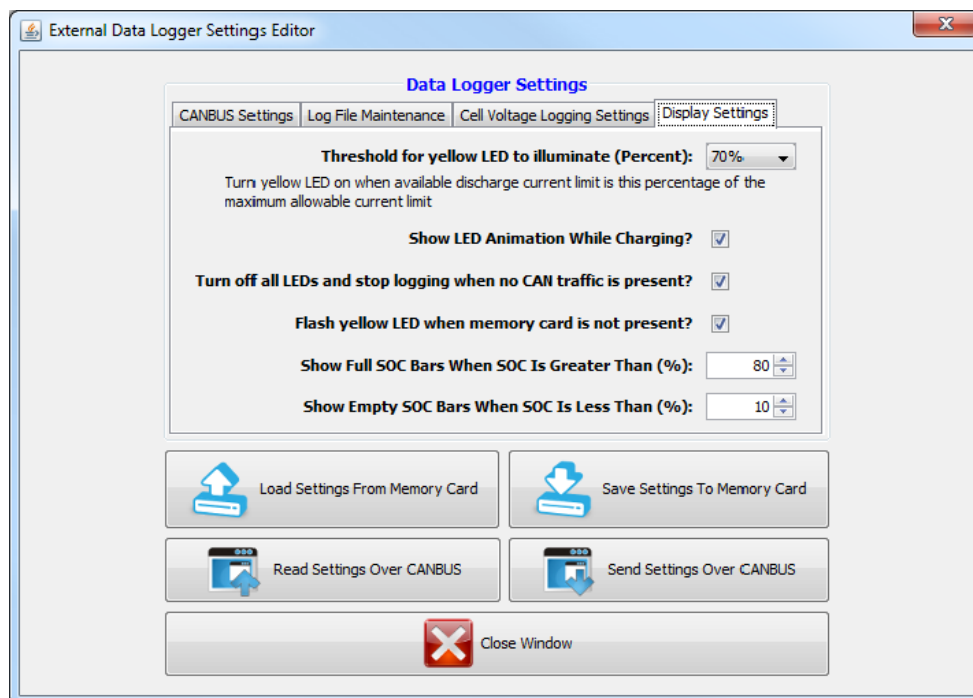 External Data Logger Settings Editor
Data Logger Settings
CANBUS Settings Log File Maintenance Cell Voltage Logging Settings Display Settings
Threshold for yellow LED to illuminate (Percent): 70%
Turn yellow LED on when available discharge current limit is this percentage of the
maximum allowable current limit
Show LED Animation While Charging?
Turn off all LEDs and stop logging when no CAN traffic is present?
Flash yellow LED when memory card is not present?
Show Full SOC Bars When SOC Is Greater Than (%): 80
Show Empty SOC Bars When SOC Is Less Than (%): 10
Load Settings From Memory Card Save Settings To Memory Card
Read Settings Over CANBUS Send Settings Over CANBUS
Close Window